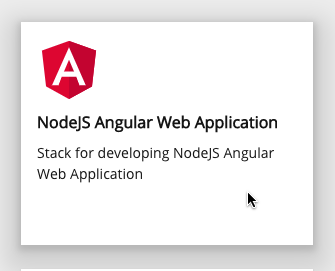 A
NodeJS Angular Web Application
Stack for developing NodeJS Angular
Web Application